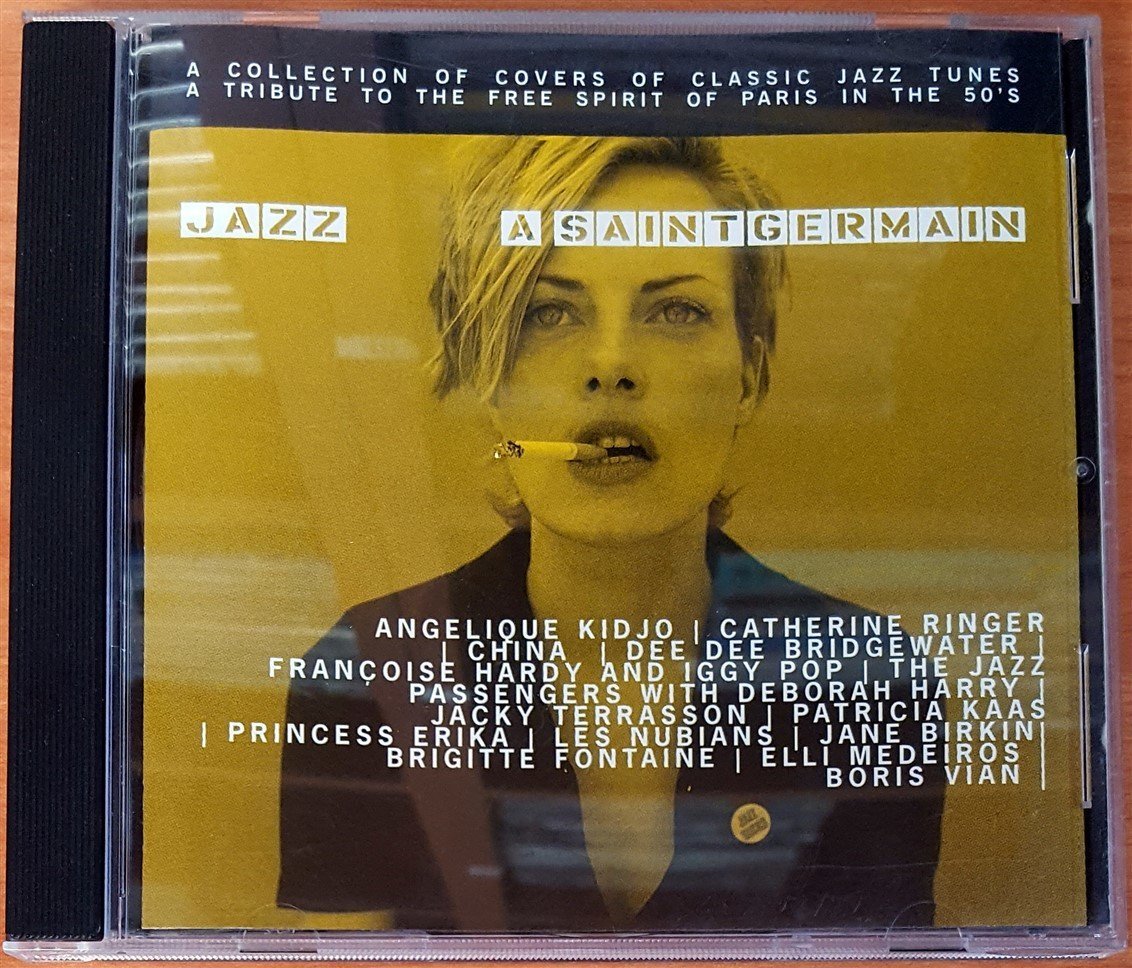 A COLLECTION OF COVERS OF CLASSIC JAZZ TUNES
A TRIBUTE TO THE FREE SPIRIT OF PARIS IN THE 50'S
JAZZ A SAINTGERMAIN
ANGELIQUE KIDJO | CATHERINE RINGER
| CHINA | DEE DEE BRIDGEWATER |
FRANÇOISE HARDY AND IGGY POP | THE JAZZ
PASSENGERS WITH DEBORAH HARRY |
JACKY TERRASSON | PATRICIA KAAS
| PRINCESS ERIKA | LES NUBIANS | JANE BIRKIN|
BRIGITTE FONTAINE | ELLI MEDEIROS |
BORIS VIAN |